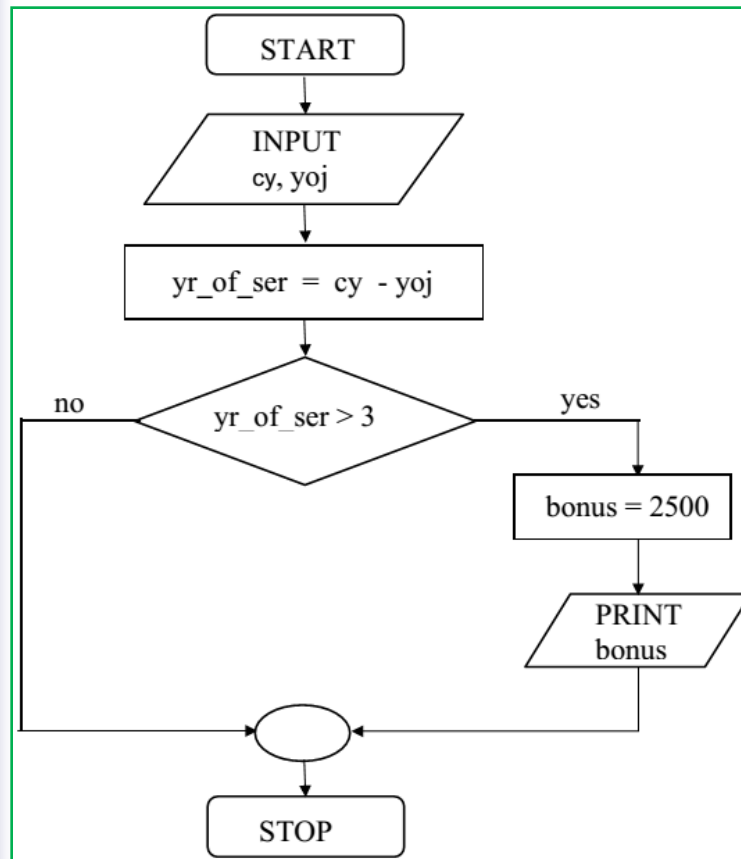 START
INPUT
cy, yoj
yr_of_ser = cy - yoj
no
yr_of_ser > 3
yes
bonus = 2500
PRINT
bonus
STOP